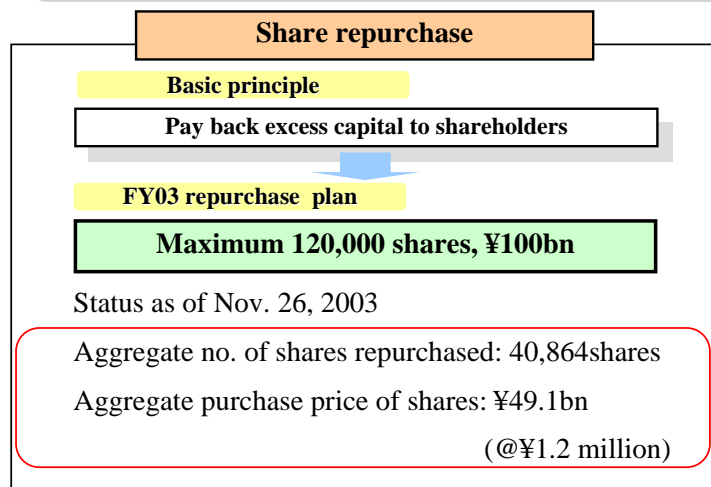 Share repurchase
Basic principle
Pay back excess capital to shareholders
FY03 repurchase plan
Maximum 120,000 shares, ¥100bn
Status as of Nov. 26, 2003
Aggregate no. of shares repurchased: 40,864shares
Aggregate purchase price of shares: ¥49.1bn
(@¥1.2 million)